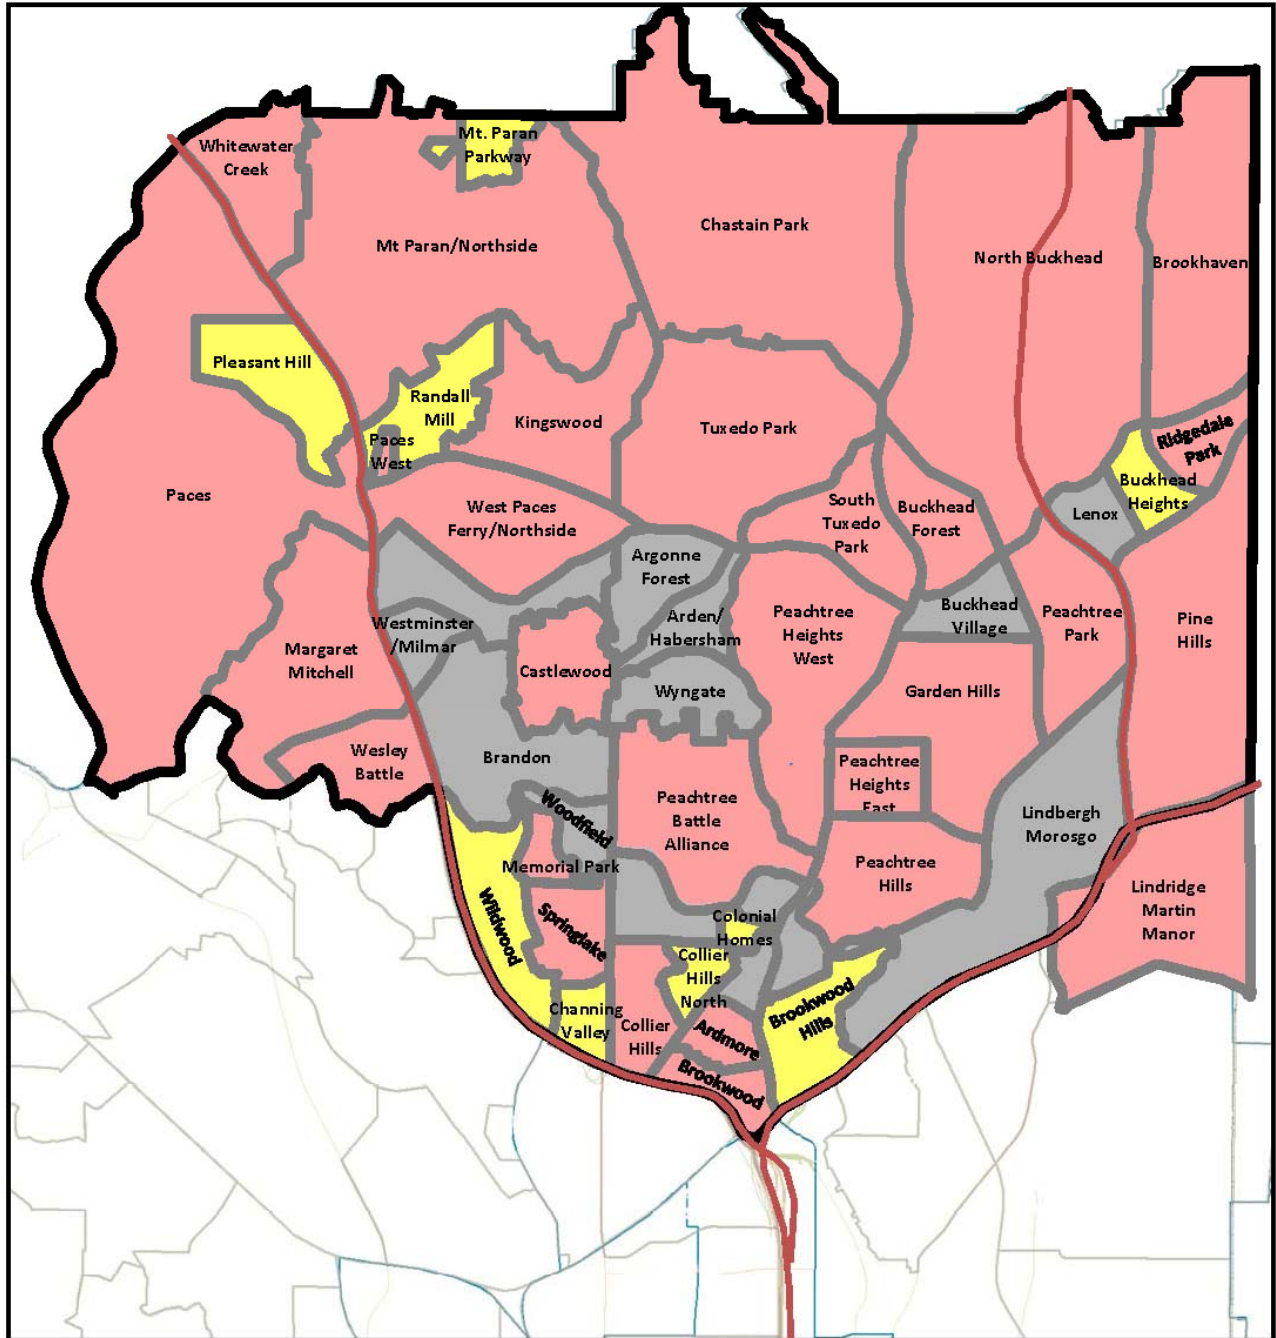 Mt. Paran
Parkway
Whitewater
Creek
Chastain Park
Mt Paran/Northside
North Buckhead
Brookhaven
Pleasant Hill
Randall
Mill
Kingswood
Tuxedo Park
Ridgedale
Park
Paces
West
Buckhead
Heights
Paces
West Paces
Ferry/Northside
South
Tuxedo
Park
Buckhead
Forest
Lenox
Argonne
Forest
Buckhead
Village
Arden/
Habersham
Peachtree
Heights
West
Peachtree
Park
Pine
Hills
Westminster
/Milmar
Margaret
Mitchell
Castlewood
Wyngate
Garden Hills
Wesley
Battle
Brandon
Peachtree
Heights
East
Woodfield
Peachtree
Battle
Alliance
Lindbergh
Morosgo
Memorial Park
Peachtree
Hills
Lindridge
Martin
Manor
Wildwood
Springlake
Colonial
Homes
Collier
Hills
North
Brookwood
Hills
Channing
Valley
Collier
Hills
Ardmore
Brookwood